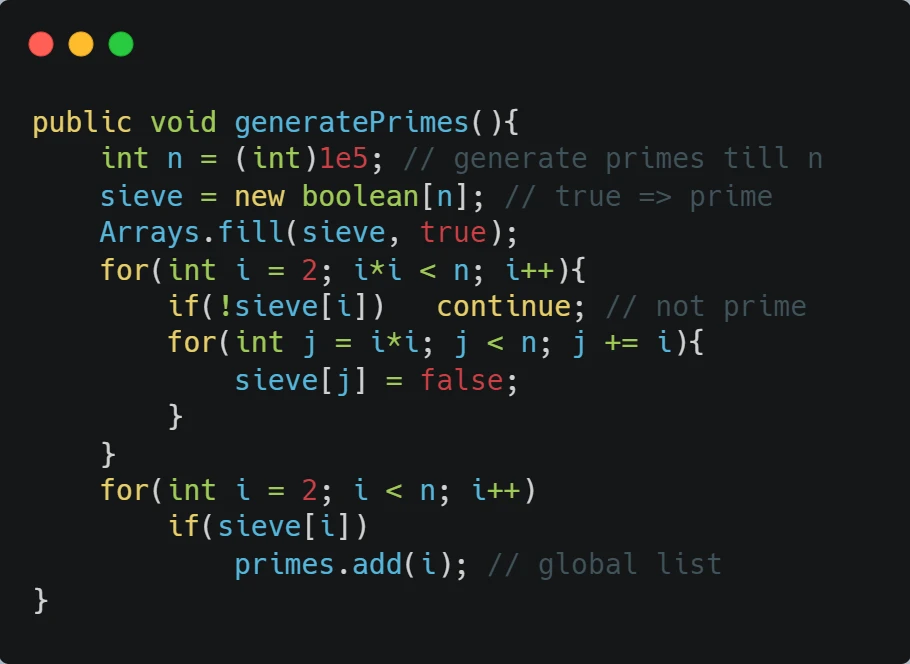 public void generatePrimes(){
    int n = (int)1e5; // generate primes till n
    sieve = new boolean[n]; // true => prime
    Arrays.fill(sieve, true);
    for(int i = 2; i*i < n; i++){
        if(!sieve[i])   continue; // not prime
        for(int j = i*i; j < n; j += i){
            sieve[j] = false;
        }
    }
    for(int i = 2; i < n; i++)
        if(sieve[i])
            primes.add(i); // global list
}